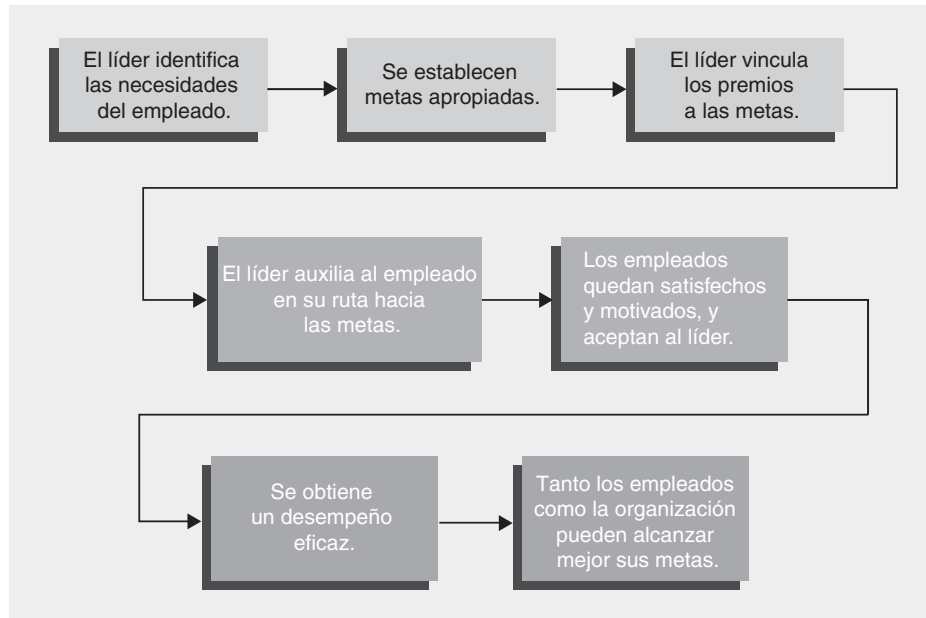 El líder identifica
las necesidades
del empleado.
Se establecen
metas apropiadas.
El líder vincula
los premios
a las metas.
El líder auxilia al empleado
en su ruta hacia
las metas.
Los empleados
quedan satisfechos
y motivados, y
aceptan al líder.
Se obtiene
un desempeño
eficaz.
Tanto los empleados
como la organización
pueden alcanzar
mejor sus metas.